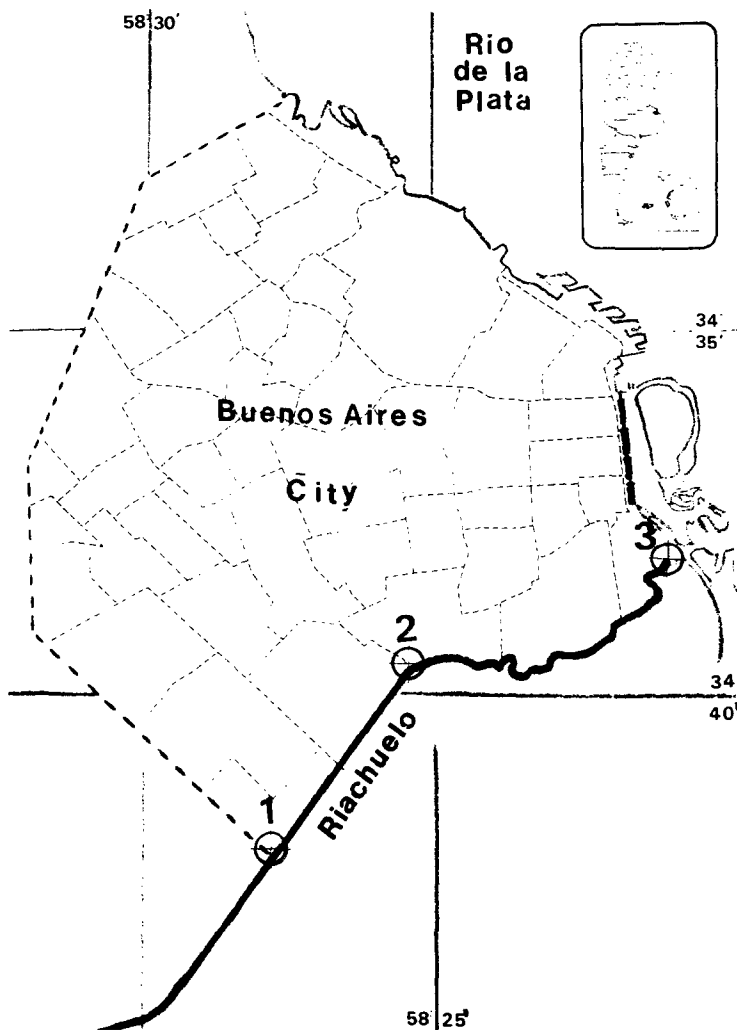 58°30'
Rio
de la
Plata
34°
35'
Buenos Aires
City
3
2
34°
40'
Riachuelo
1
58°25'